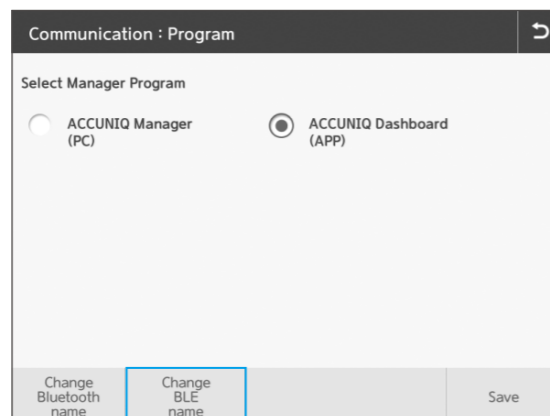 Communication : Program
Select Manager Program
ACCUNIQ Manager
(PC)
ACCUNIQ Dashboard
(APP)
Change
Bluetooth
name
Change
BLE
name
Save